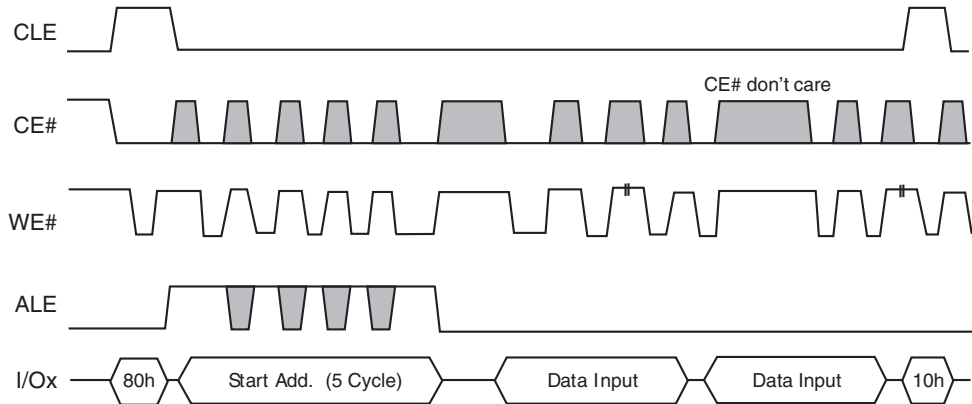 CLE
CE# don't care
CE#
WE#
ALE
I/Ox 80h Start Add. (5 Cycle) Data Input Data Input 10h